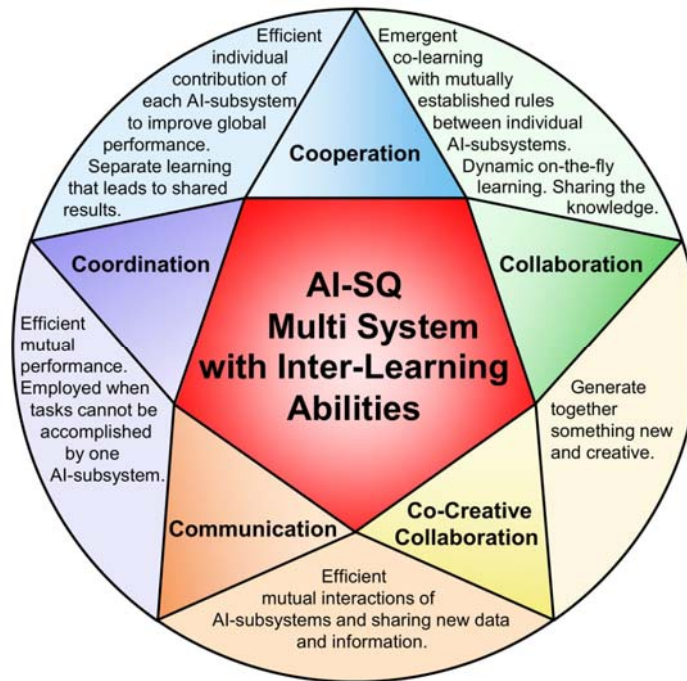 Efficient
individual
contribution of
each AI-subsystem
to improve global
performance.
Separate learning
that leads to shared
results.
Emergent
co-learning
with mutually
established rules
between individual
AI-subsystems.
Dynamic on-the-fly
learning. Sharing the
knowledge.
Cooperation
Coordination
Collaboration
AI-SQ
Multi System
with Inter-Learning
Abilities
Efficient
mutual
performance.
Employed when
tasks cannot be
accomplished
by one
AI-subsystem.
Generate
together
something new
and creative.
Communication
Co-Creative
Collaboration
Efficient
mutual interactions of
AI-subsystems and sharing new data
and information.